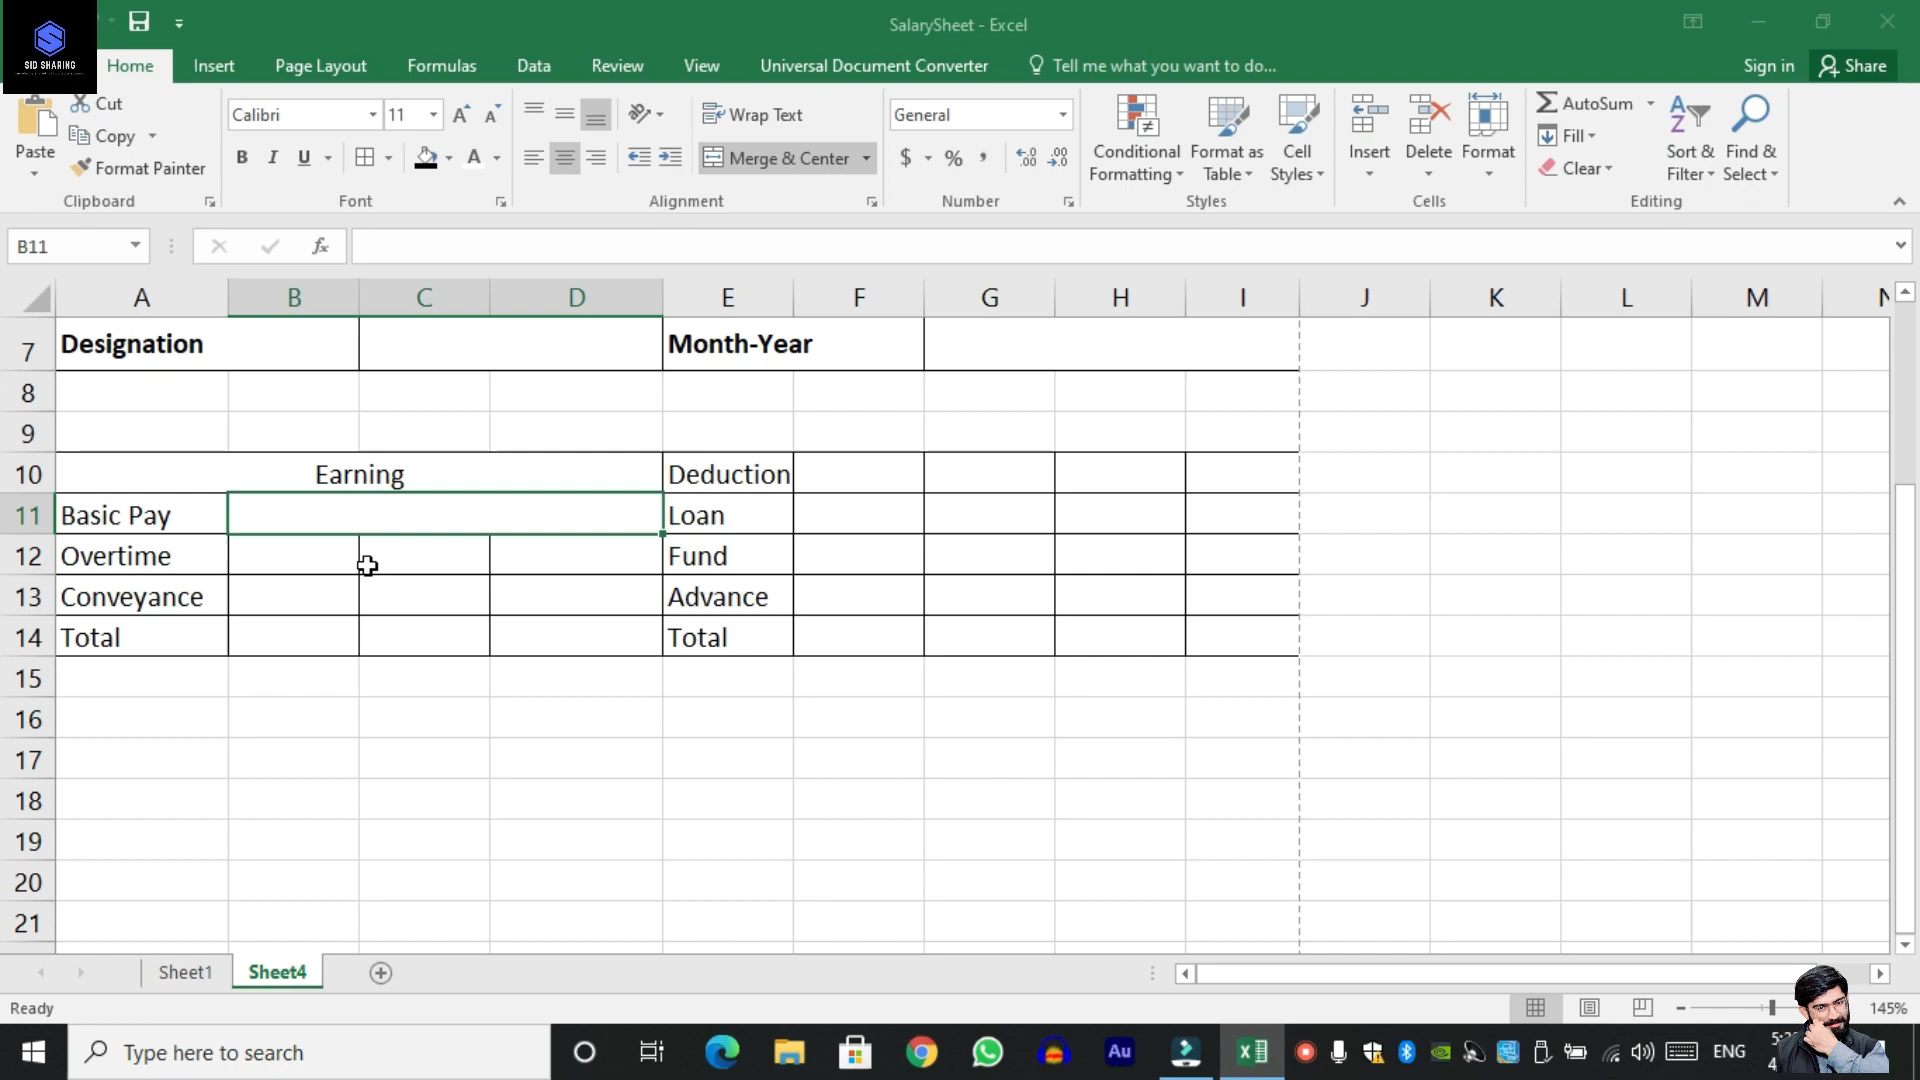 SalarySheet - Excel
SID SHARING
Home Insert Page Layout Formulas Data Review View Universal Document Converter Tell me what you want to do... Sign in Share
Paste
Cut
Copy
Format Painter
Clipboard
Calibri 11
B I U
Font
Wrap Text
Merge & Center
Alignment
General
$ % ,
Number
Conditional Formatting
Format as Table
Cell Styles
Styles
Insert Delete Format
Cells
AutoSum
Fill
Clear
Sort & Filter
Find & Select
Editing
B11 fx
A B C D E F G H I J K L M N
7 Designation Month-Year
8
9
10 Earning Deduction
11 Basic Pay Loan
12 Overtime Fund
13 Conveyance Advance
14 Total Total
15
16
17
18
19
20
21
Sheet1 Sheet4
Ready 145%
Type here to search Au ENG